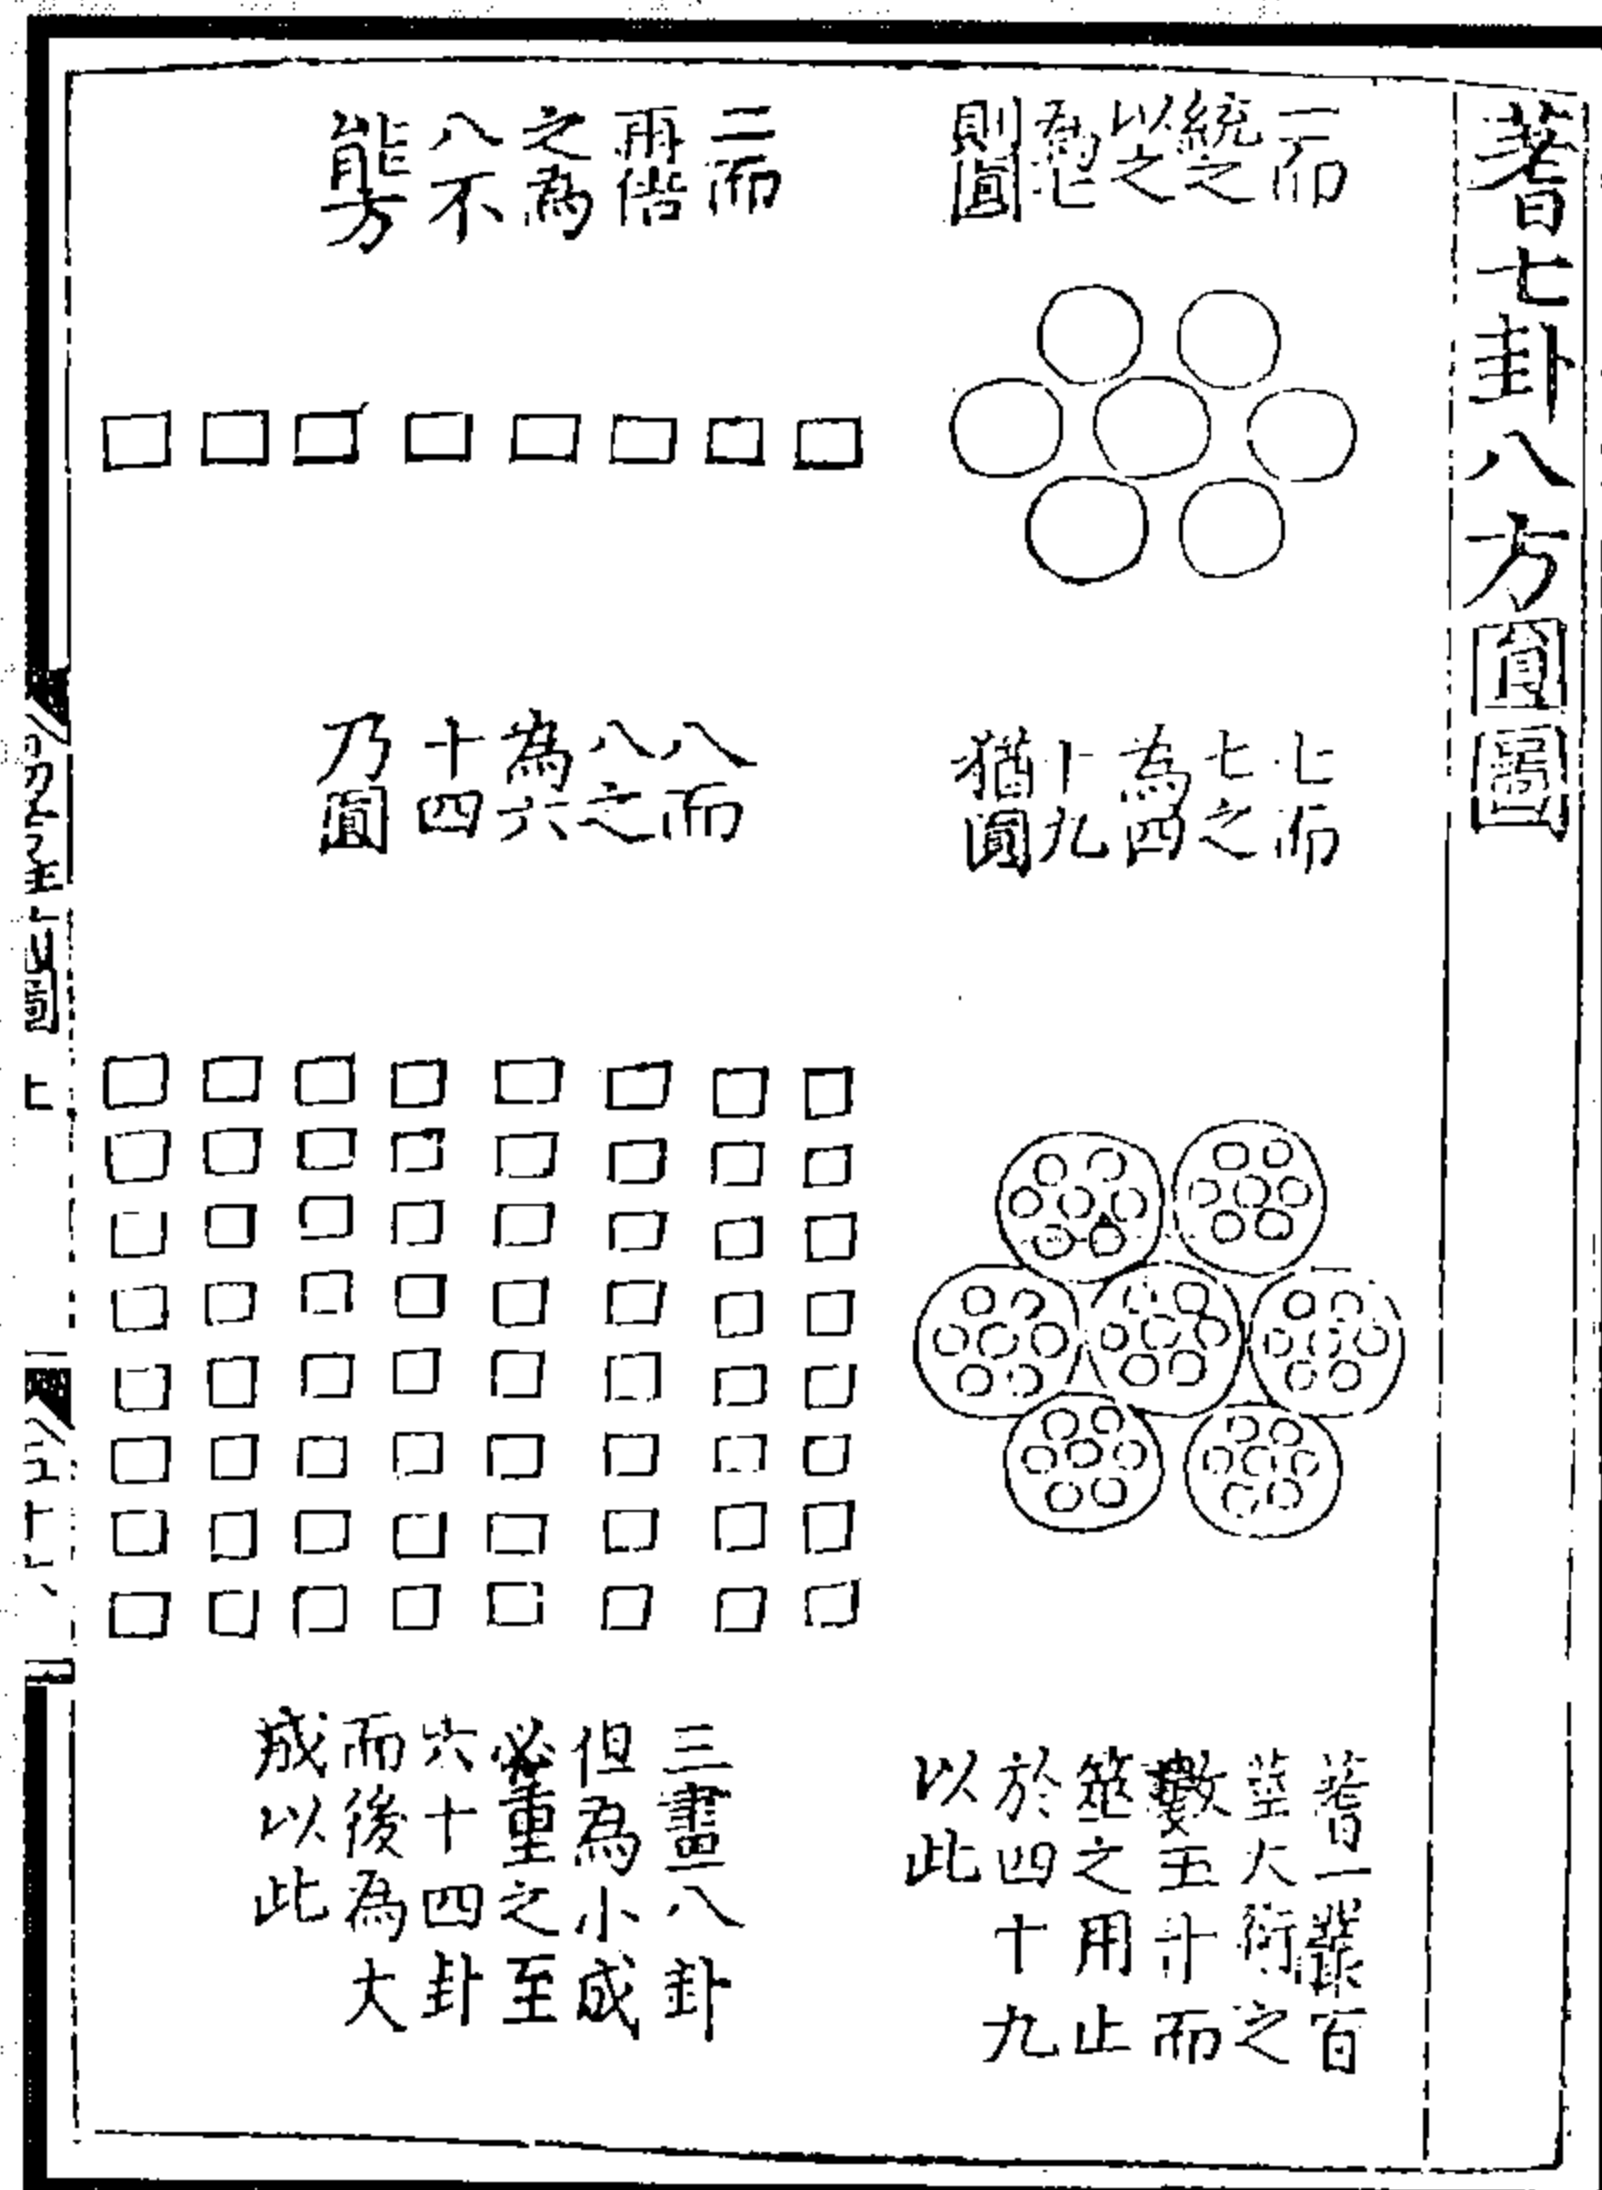 蓍七卦八方圓圖
一而
統之
以之
為七
則圓
七而
七之
為四
十九
猶圓
蓍一叢百
莖大衍之
數五十而
筮之用止
於四十九
以此
二而
兩偕
之為
八不
能方
八而
八之
為六
十四
乃圓
三畫八卦
但為小成
必重之至
六十四卦
而後為大
成以此
圖
上